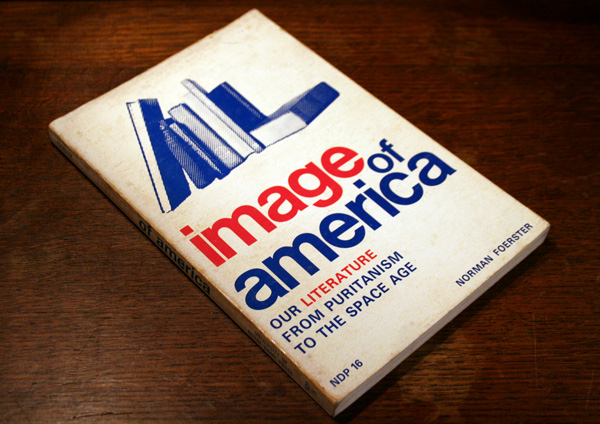 image of
america
OUR LITERATURE
FROM PURITANISM
TO THE SPACE AGE
NORMAN FOERSTER
NDP 16
of america